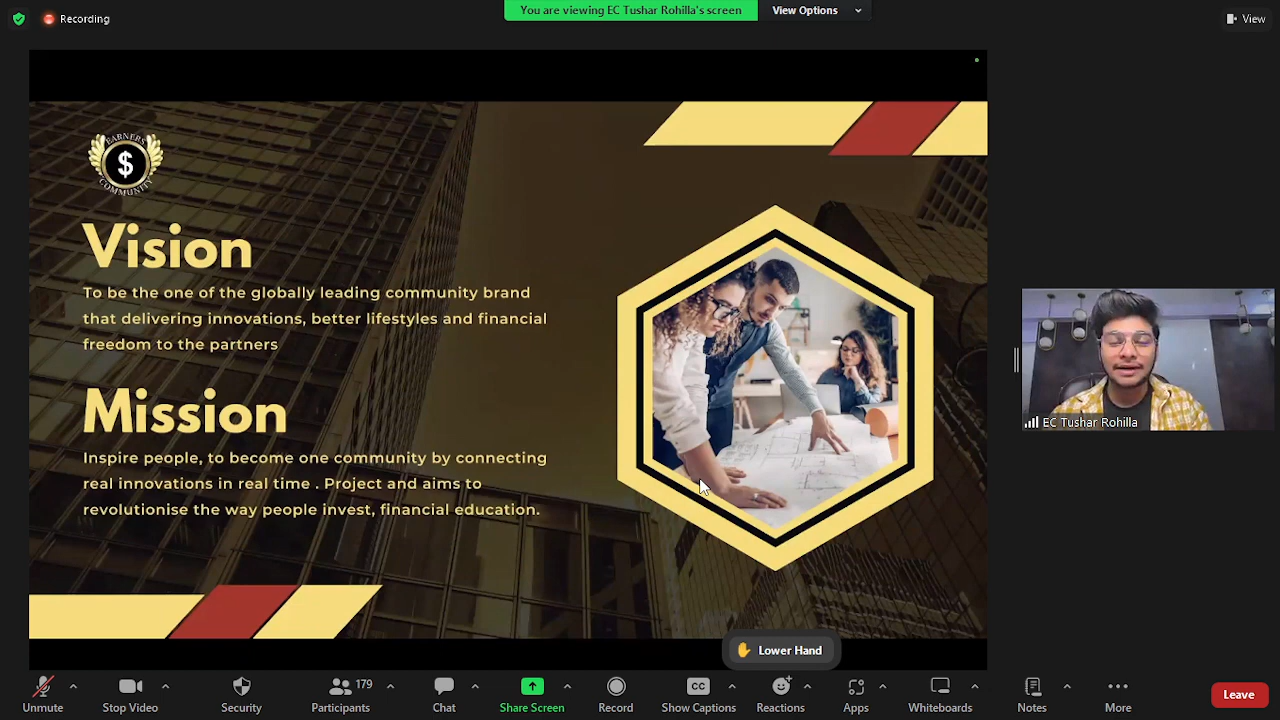 Recording
You are viewing EC Tushar Rohilla's screen
View Options
View
EARNERS
$
COMMUNITY
Vision
To be the one of the globally leading community brand
that delivering innovations, better lifestyles and financial
freedom to the partners
Mission
Inspire people, to become one community by connecting
real innovations in real time . Project and aims to
revolutionise the way people invest, financial education.
EC Tushar Rohilla
Lower Hand
Unmute
Stop Video
Security
179
Participants
Chat
Share Screen
Record
CC
Show Captions
Reactions
Apps
Whiteboards
Notes
More
Leave